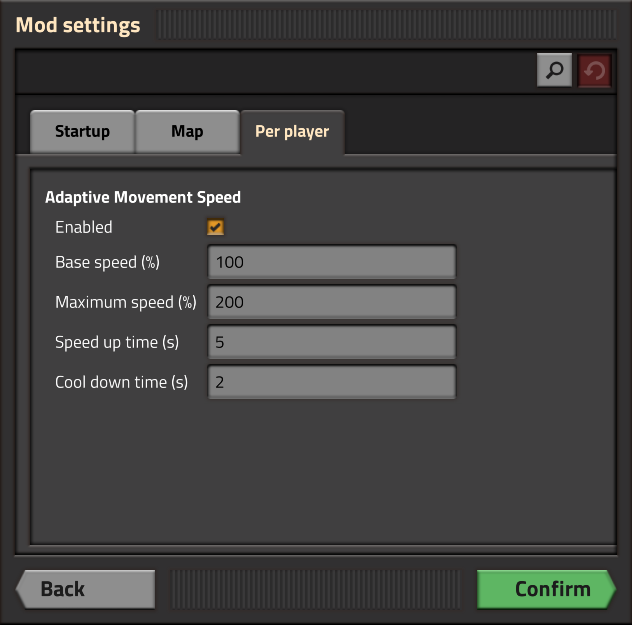 Mod settings
Startup Map Per player
Adaptive Movement Speed
Enabled
Base speed (%) 100
Maximum speed (%) 200
Speed up time (s) 5
Cool down time (s) 2
Back Confirm